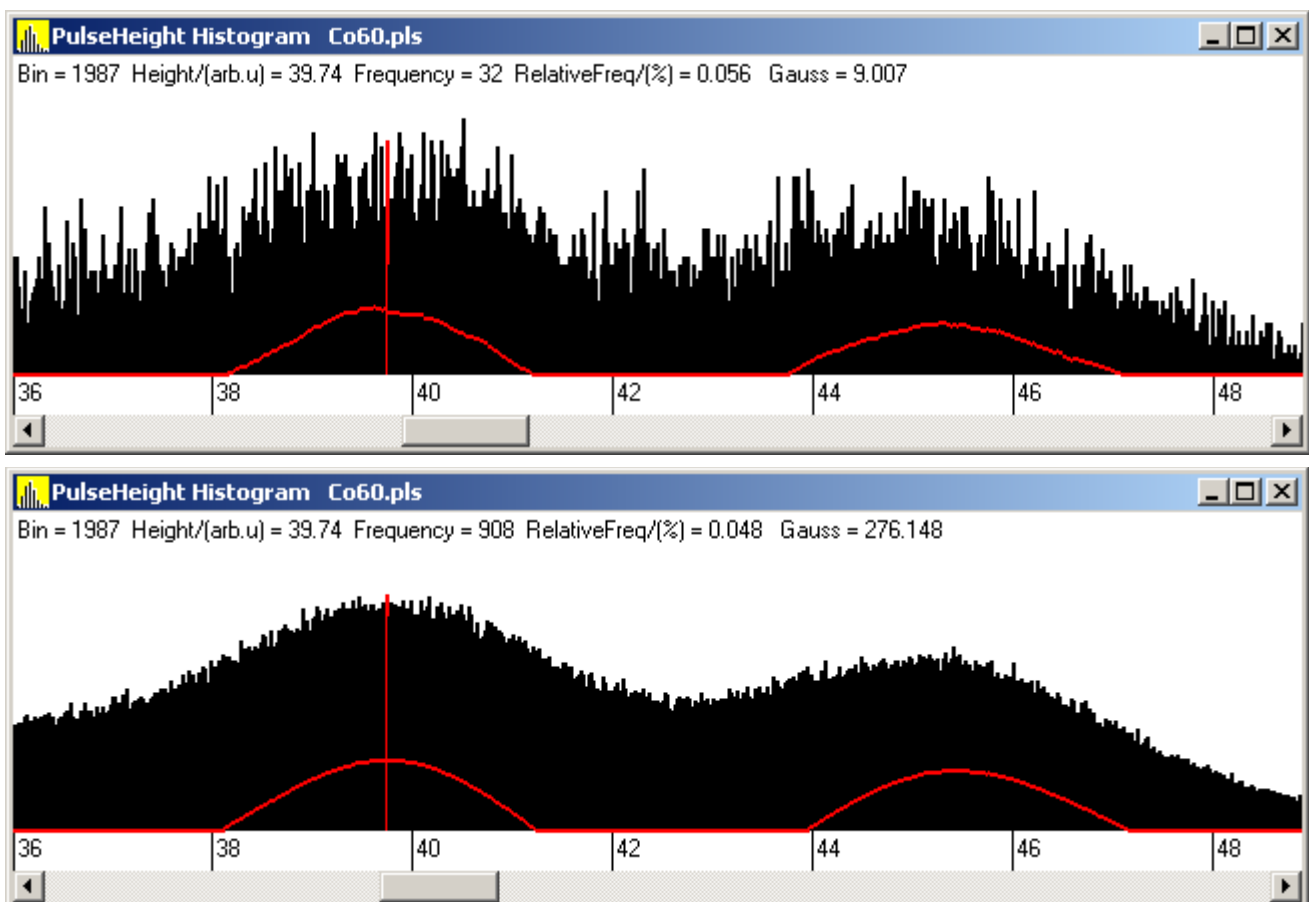 PulseHeight Histogram Co60.pls
Bin = 1987 Height/(arb.u) = 39.74 Frequency = 32 RelativeFreq/(%) = 0.056 Gauss = 9.007
36 38 40 42 44 46 48
PulseHeight Histogram Co60.pls
Bin = 1987 Height/(arb.u) = 39.74 Frequency = 908 RelativeFreq/(%) = 0.048 Gauss = 276.148
36 38 40 42 44 46 48